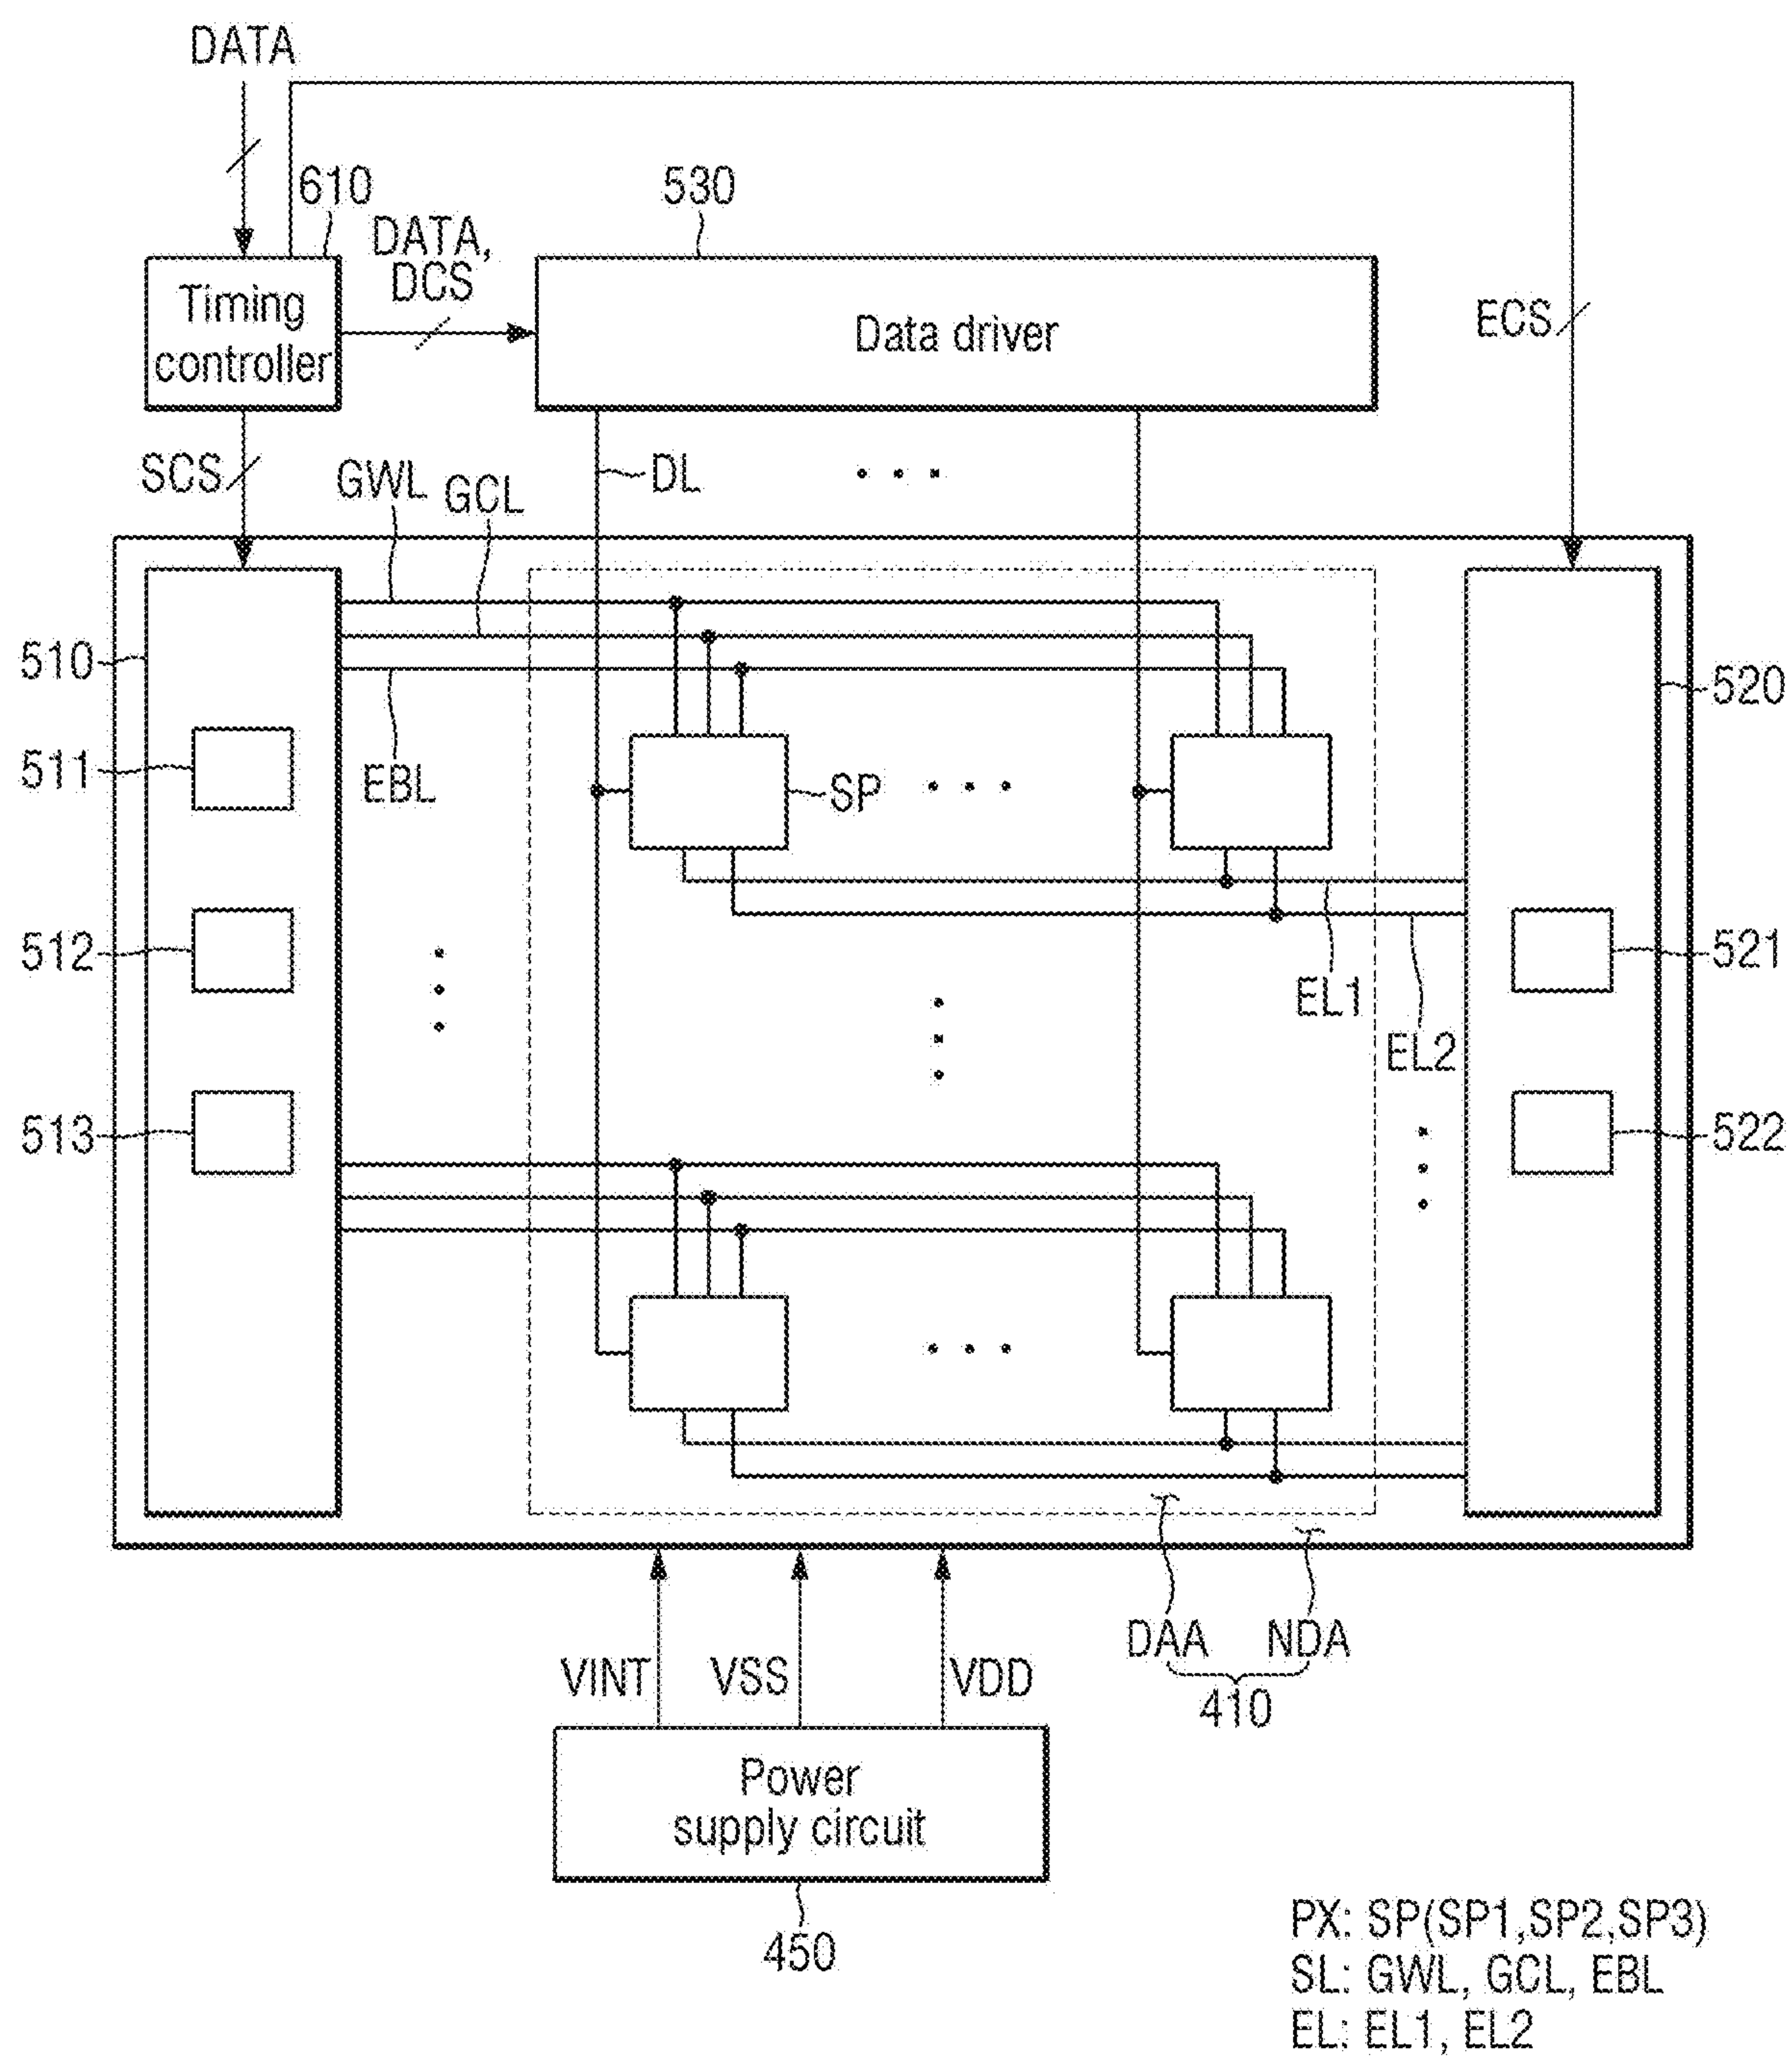 DATA
610
530
DATA,
DCS
Timing
controller
Data driver
ECS
SCS
GWL
GCL
DL
510
520
511
EBL
SP
512
521
EL1
EL2
513
522
DAA
NDA
VINT
VSS
VDD
410
Power
supply circuit
450
PX: SP(SP1,SP2,SP3)
SL: GWL, GCL, EBL
EL: EL1, EL2